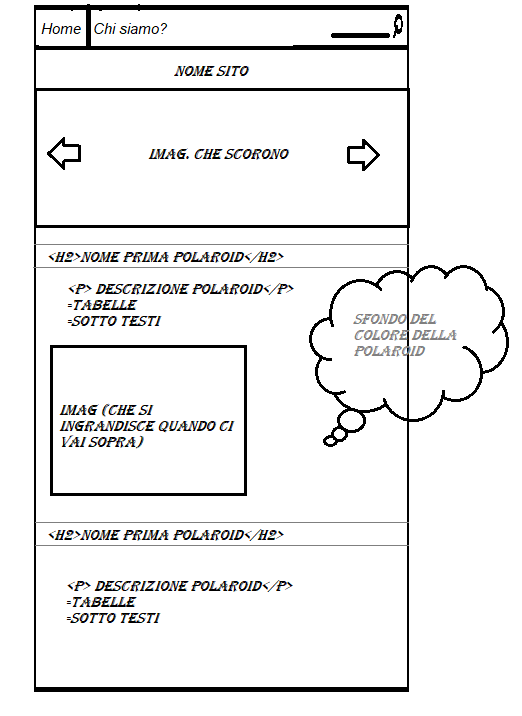 Home Chi siamo?
NOME SITO
IMAG. CHE SCORONO
<H2>NOME PRIMA POLAROID</H2>
<P> DESCRIZIONE POLAROID</P>
=TABELLE
=SOTTO TESTI
SFONDO DEL
COLORE DELLA
POLAROID
IMAG (CHE SI
INGRANDISCE QUANDO CI
VAI SOPRA)
<H2>NOME PRIMA POLAROID</H2>
<P> DESCRIZIONE POLAROID</P>
=TABELLE
=SOTTO TESTI